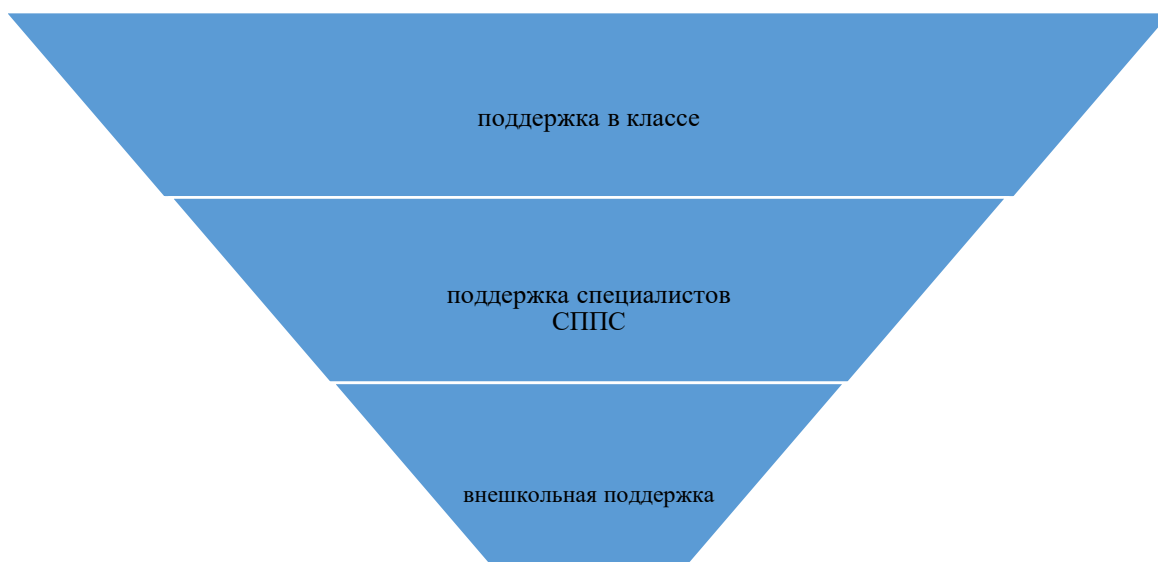 поддержка в классе
поддержка специалистов
СППС
внешкольная поддержка